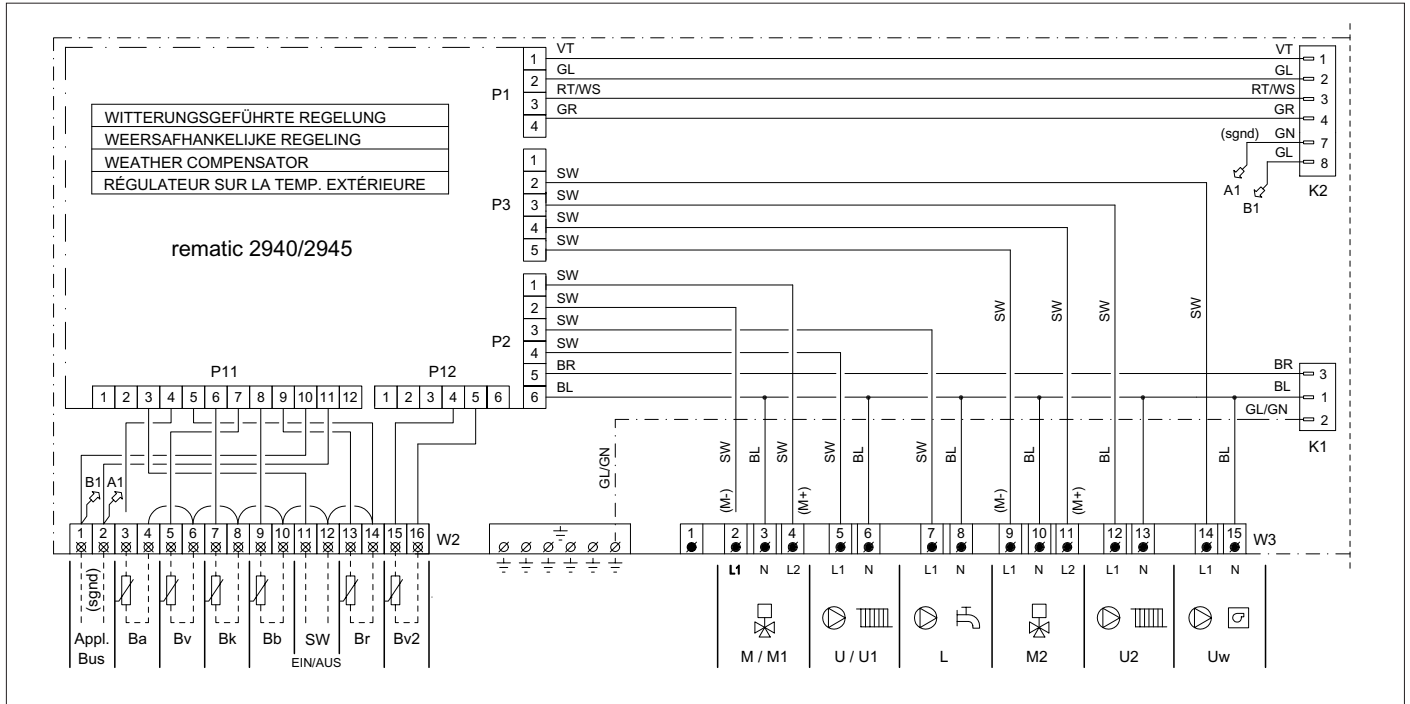 VT VT
1 1
GL GL
2 2
P1 RT/WS RT/WS
3 3
GR GR
4 4
(sgnd) GN 7
GL 8
A1 B1 K2
WITTERUNGSGEFÜHRTE REGELUNG
WEERSAFHANKELIJKE REGELING
WEATHER COMPENSATOR
RÉGULATEUR SUR LA TEMP. EXTÉRIEURE
rematic 2940/2945
1
2 SW
P3 3 SW
4 SW
5 SW
1 SW
2 SW
3 SW
P2 4 SW
5 BR BR 3
6 BL BL 1
GL/GN 2
K1
SW SW SW SW
P11 P12
1 2 3 4 5 6 7 8 9 10 11 12 1 2 3 4 5 6
B1 A1
GL/GN SW BL SW SW BL SW BL SW BL SW BL BL SW BL
(M-) (M+) (M-) (M+)
1 2 3 4 5 6 7 8 9 10 11 12 13 14 15 16 W2
1 2 3 4 5 6 7 8 9 10 11 12 13 14 15 W3
L1 N L2 L1 N L1 N L1 N L2 L1 N L1 N
(sgnd)
Appl. Bus Ba Bv Bk Bb SW Br Bv2
EIN/AUS
M / M1 U / U1 L M2 U2 Uw